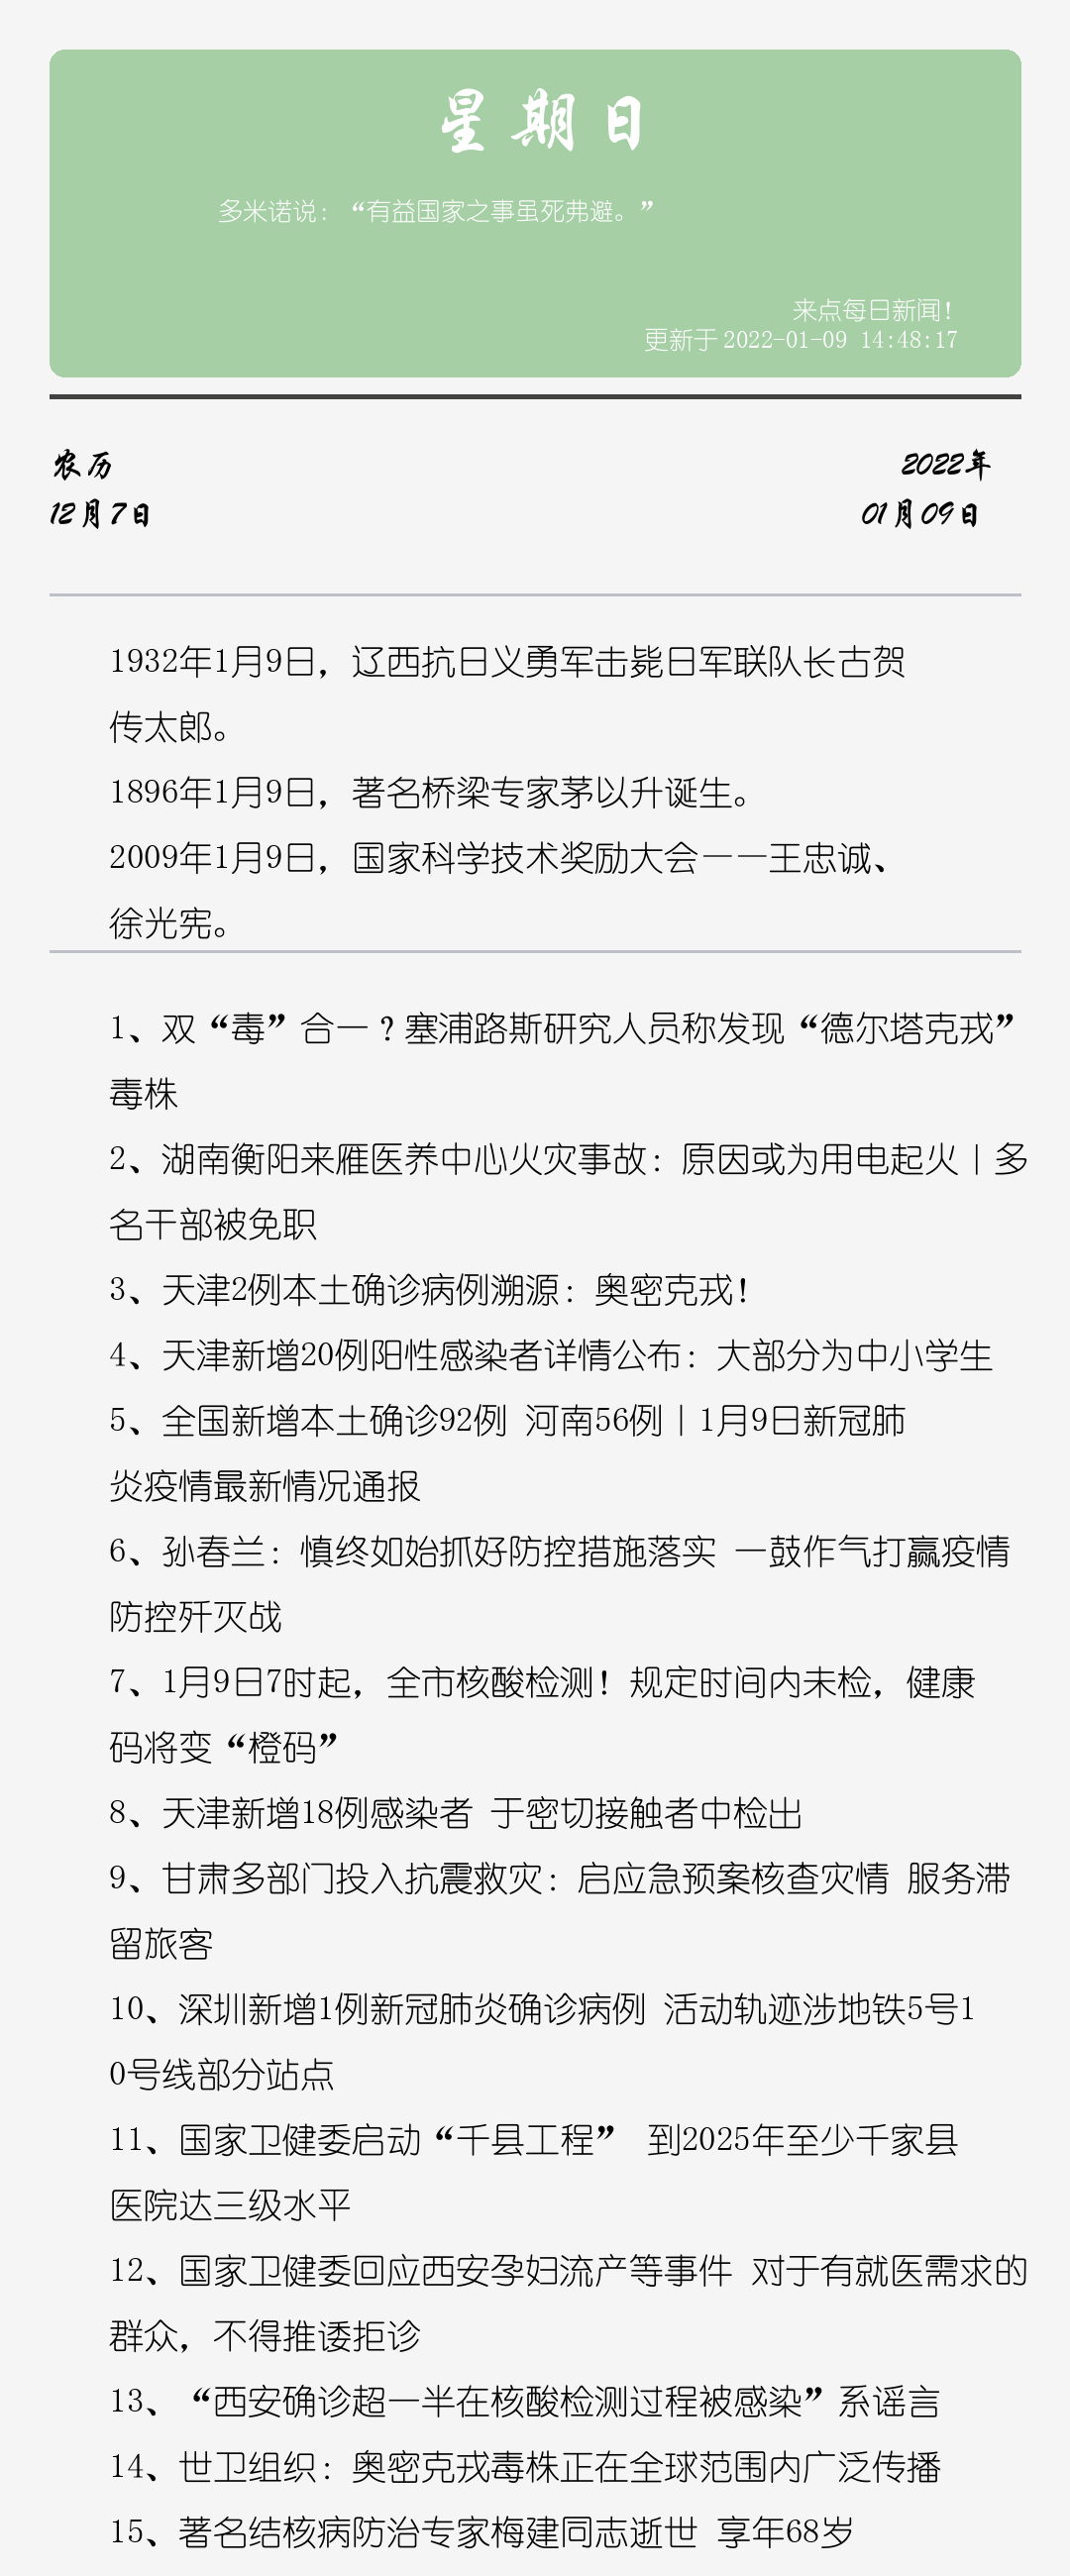 星期日
多米诺说：“有益国家之事虽死弗避。”
来点每日新闻！
更新于 2022-01-09 14:48:17
农历
2022年
12月7日
01月09日
1932年1月9日，辽西抗日义勇军击毙日军联队长古贺
传太郎。
1896年1月9日，著名桥梁专家茅以升诞生。
2009年1月9日，国家科学技术奖励大会——王忠诚、
徐光宪。
1、双“毒”合一？塞浦路斯研究人员称发现“德尔塔克戎”
毒株
2、湖南衡阳来雁医养中心火灾事故：原因或为用电起火｜多
名干部被免职
3、天津2例本土确诊病例溯源：奥密克戎！
4、天津新增20例阳性感染者详情公布：大部分为中小学生
5、全国新增本土确诊92例 河南56例｜1月9日新冠肺
炎疫情最新情况通报
6、孙春兰：慎终如始抓好防控措施落实 一鼓作气打赢疫情
防控歼灭战
7、1月9日7时起，全市核酸检测！规定时间内未检，健康
码将变“橙码”
8、天津新增18例感染者 于密切接触者中检出
9、甘肃多部门投入抗震救灾：启应急预案核查灾情 服务滞
留旅客
10、深圳新增1例新冠肺炎确诊病例 活动轨迹涉地铁5号1
0号线部分站点
11、国家卫健委启动“千县工程” 到2025年至少千家县
医院达三级水平
12、国家卫健委回应西安孕妇流产等事件 对于有就医需求的
群众，不得推诿拒诊
13、“西安确诊超一半在核酸检测过程被感染”系谣言
14、世卫组织：奥密克戎毒株正在全球范围内广泛传播
15、著名结核病防治专家梅建同志逝世 享年68岁